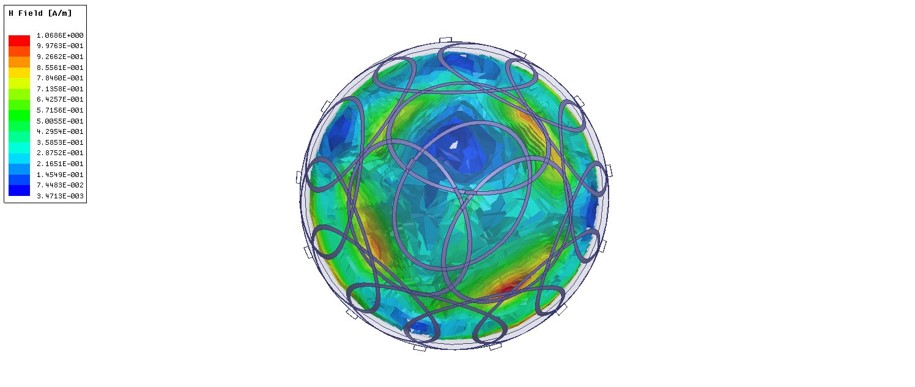 H Field [A/m]
1.0686E+000
9.9763E-001
9.2662E-001
8.5561E-001
7.8460E-001
7.1358E-001
6.4257E-001
5.7156E-001
5.0055E-001
4.2954E-001
3.5853E-001
2.8752E-001
2.1651E-001
1.4549E-001
7.4483E-002
3.4713E-003